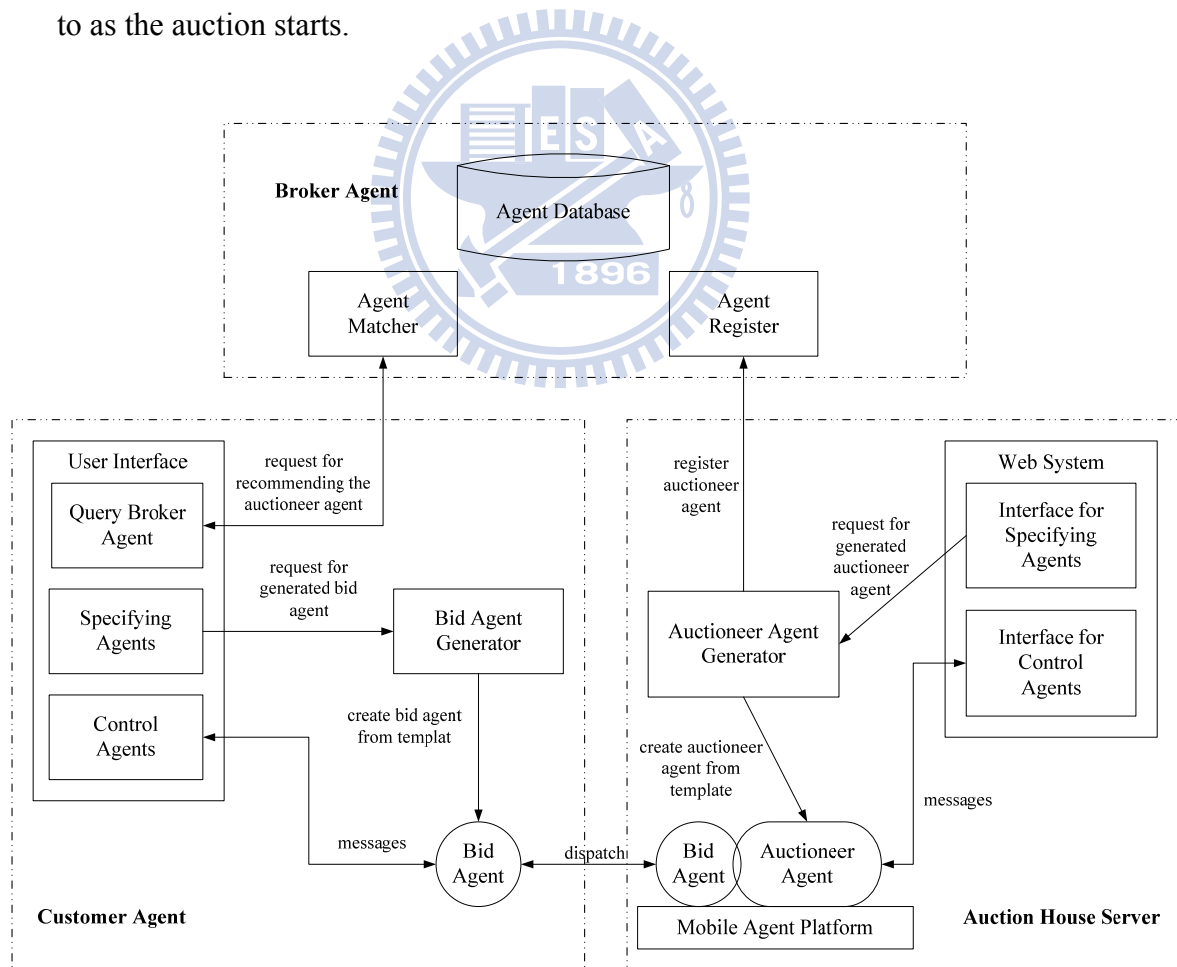 to as the auction starts.
E S A
8
1896
Broker Agent
Agent Database
Agent
Matcher
Agent
Register
User Interface
Query Broker
Agent
Specifying
Agents
Control
Agents
request for
recommending the
auctioneer agent
request for
generated bid
agent
Bid Agent
Generator
create bid agent
from templat
messages
Bid
Agent
dispatch
Customer Agent
register
auctioneer
agent
Web System
Interface for
Specifying
Agents
Interface for
Control
Agents
request for
generated
auctioneer
agent
Auctioneer Agent
Generator
create auctioneer
agent from
template
messages
Bid
Agent
Auctioneer
Agent
Mobile Agent Platform
Auction House Server